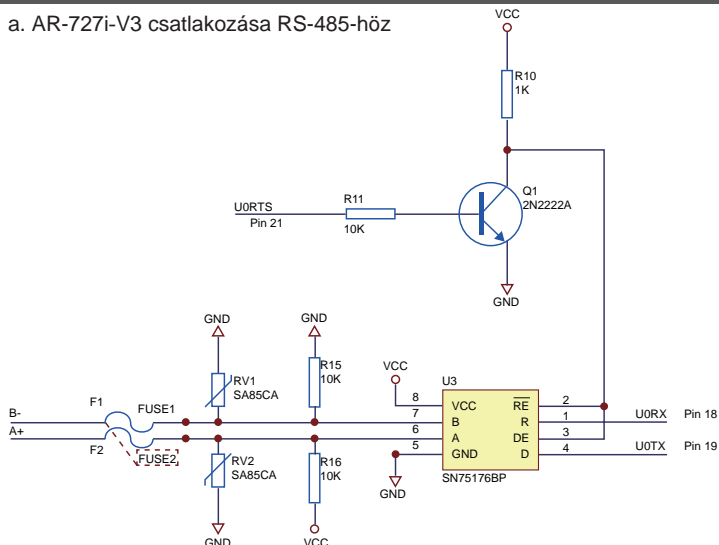 a. AR-727i-V3 csatlakozása RS-485-höz
VCC
R10
1K
Q1
2N2222A
U0RTS
Pin 21
R11
10K
GND
GND
GND
RV1
SA85CA
R15
10K
VCC
U3
8
7
6
5
VCC
B
A
GND
RE
R
DE
D
2
1
3
4
U0RX
Pin 18
U0TX
Pin 19
SN75176BP
GND
B-
A+
F1
FUSE1
F2
FUSE2
RV2
SA85CA
R16
10K
GND
VCC